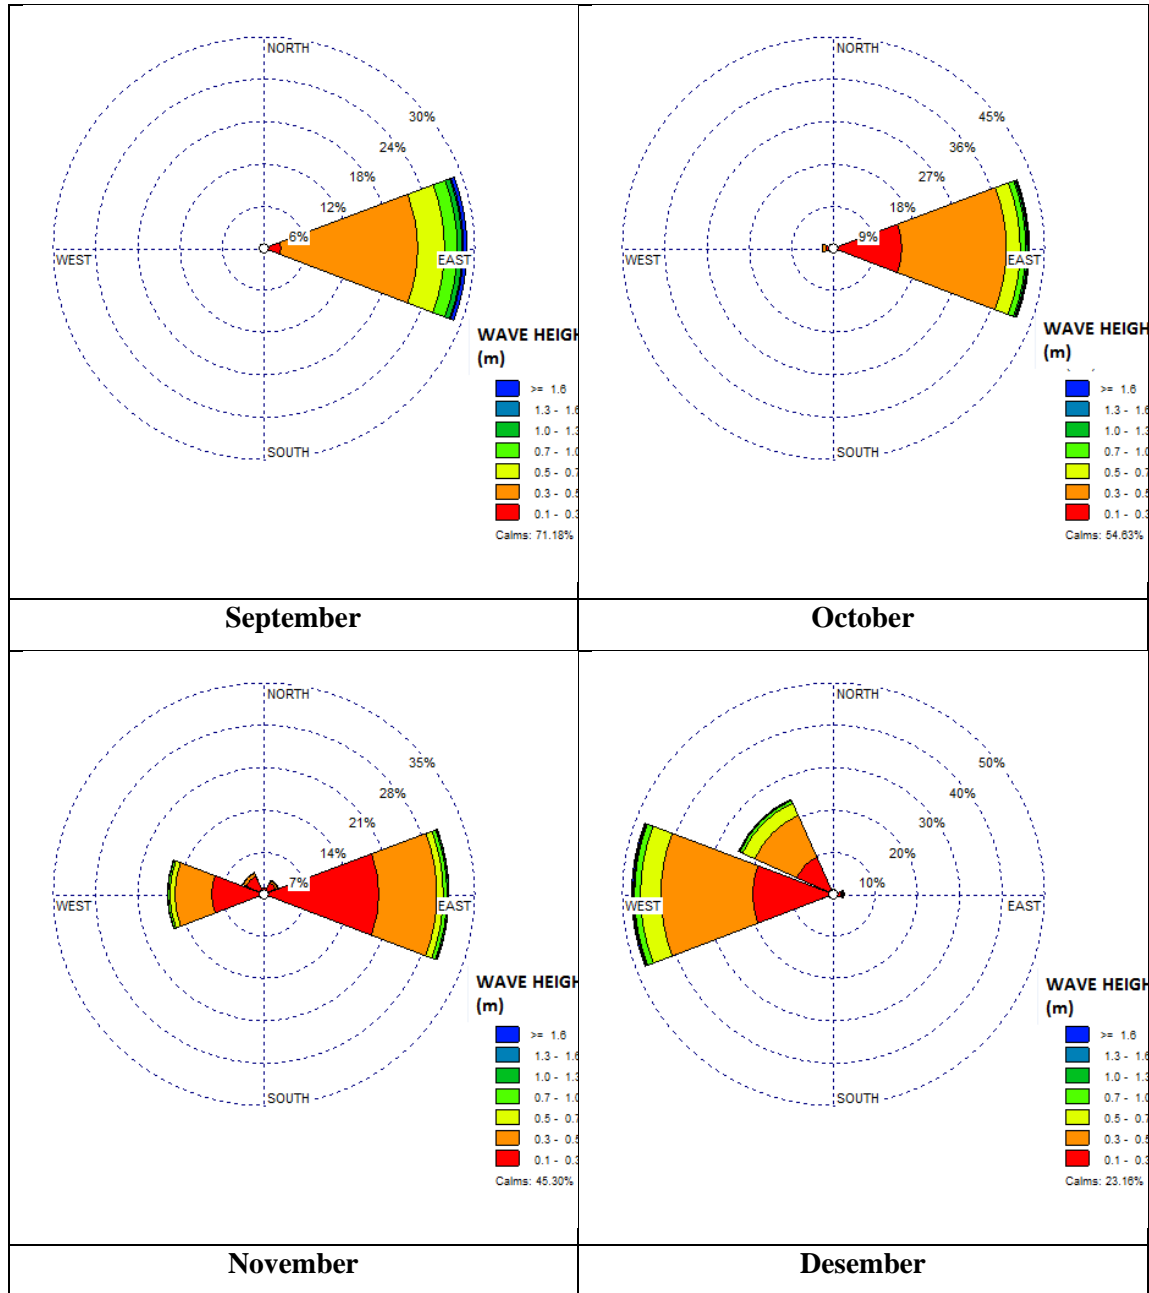 NORTH
30%
24%
18%
12%
6%
WEST
EAST
SOUTH
WAVE HEIGH
(m)
>= 1.6
1.3 - 1.6
1.0 - 1.3
0.7 - 1.0
0.5 - 0.7
0.3 - 0.5
0.1 - 0.3
Calms: 71.18%
NORTH
45%
36%
27%
18%
9%
WEST
EAST
SOUTH
WAVE HEIGH
(m)
>= 1.6
1.3 - 1.6
1.0 - 1.3
0.7 - 1.0
0.5 - 0.7
0.3 - 0.5
0.1 - 0.3
Calms: 54.63%
September
October
NORTH
35%
28%
21%
14%
7%
WEST
EAST
SOUTH
WAVE HEIGH
(m)
>= 1.6
1.3 - 1.6
1.0 - 1.3
0.7 - 1.0
0.5 - 0.7
0.3 - 0.5
0.1 - 0.3
Calms: 45.30%
NORTH
50%
40%
30%
20%
10%
WEST
EAST
SOUTH
WAVE HEIGH
(m)
>= 1.6
1.3 - 1.6
1.0 - 1.3
0.7 - 1.0
0.5 - 0.7
0.3 - 0.5
0.1 - 0.3
Calms: 23.16%
November
Desember